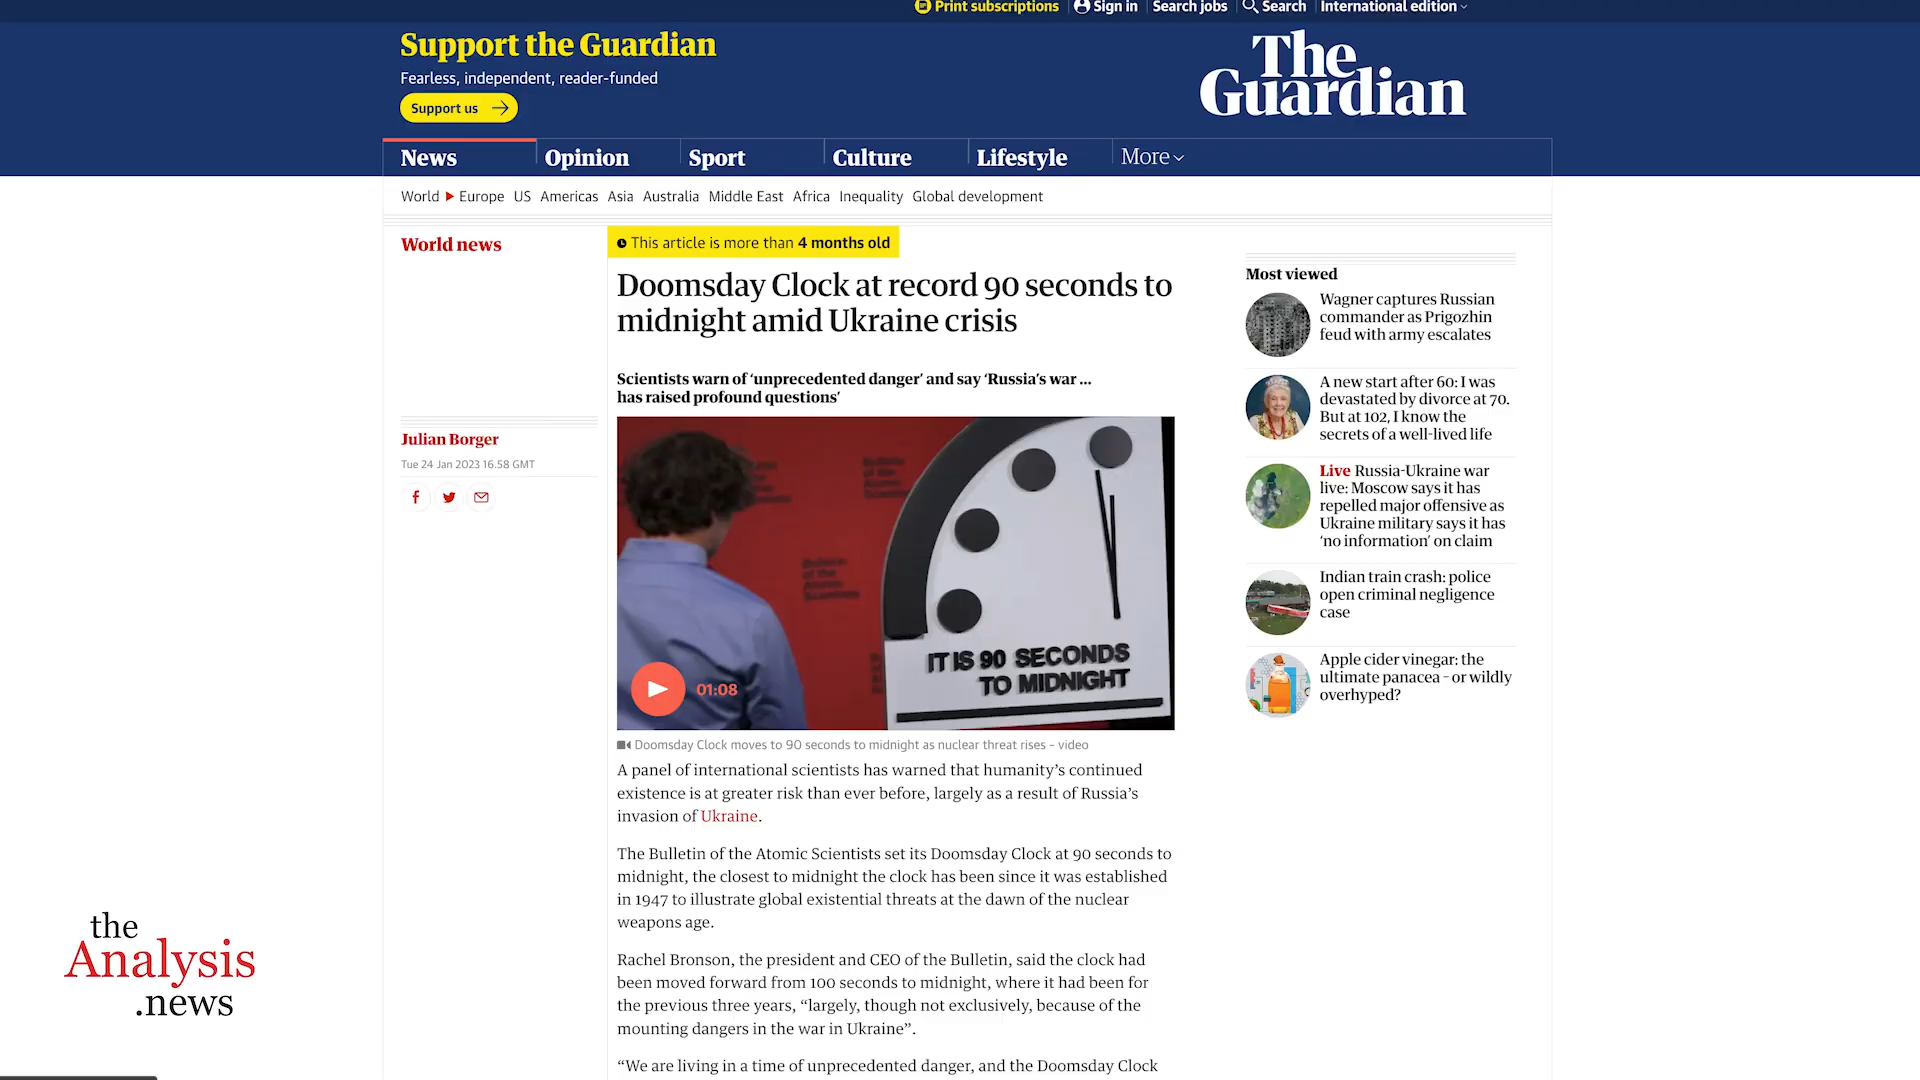 Print subscriptions
Sign in
Search jobs
Search
International edition
Support the Guardian
Fearless, independent, reader-funded
Support us
The
Guardian
News
Opinion
Sport
Culture
Lifestyle
More
World
Europe
US
Americas
Asia
Australia
Middle East
Africa
Inequality
Global development
World news
Julian Borger
Tue 24 Jan 2023 16.58 GMT
This article is more than 4 months old
Doomsday Clock at record 90 seconds to
midnight amid Ukraine crisis
Scientists warn of ‘unprecedented danger’ and say ‘Russia’s war ...
has raised profound questions’
Bulletin
of the
Atomic
Scientists
IT IS 90 SECONDS
TO MIDNIGHT
01:08
Doomsday Clock moves to 90 seconds to midnight as nuclear threat rises – video
A panel of international scientists has warned that humanity’s continued
existence is at greater risk than ever before, largely as a result of Russia’s
invasion of Ukraine.
The Bulletin of the Atomic Scientists set its Doomsday Clock at 90 seconds to
midnight, the closest to midnight the clock has been since it was established
in 1947 to illustrate global existential threats at the dawn of the nuclear
weapons age.
Rachel Bronson, the president and CEO of the Bulletin, said the clock had
been moved forward from 100 seconds to midnight, where it had been for
the previous three years, “largely, though not exclusively, because of the
mounting dangers in the war in Ukraine”.
“We are living in a time of unprecedented danger, and the Doomsday Clock
Most viewed
Wagner captures Russian
commander as Prigozhin
feud with army escalates
A new start after 60: I was
devastated by divorce at 70.
But at 102, I know the
secrets of a well-lived life
Live Russia-Ukraine war
live: Moscow says it has
repelled major offensive as
Ukraine military says it has
‘no information’ on claim
Indian train crash: police
open criminal negligence
case
Apple cider vinegar: the
ultimate panacea – or wildly
overhyped?
the
Analysis
.news